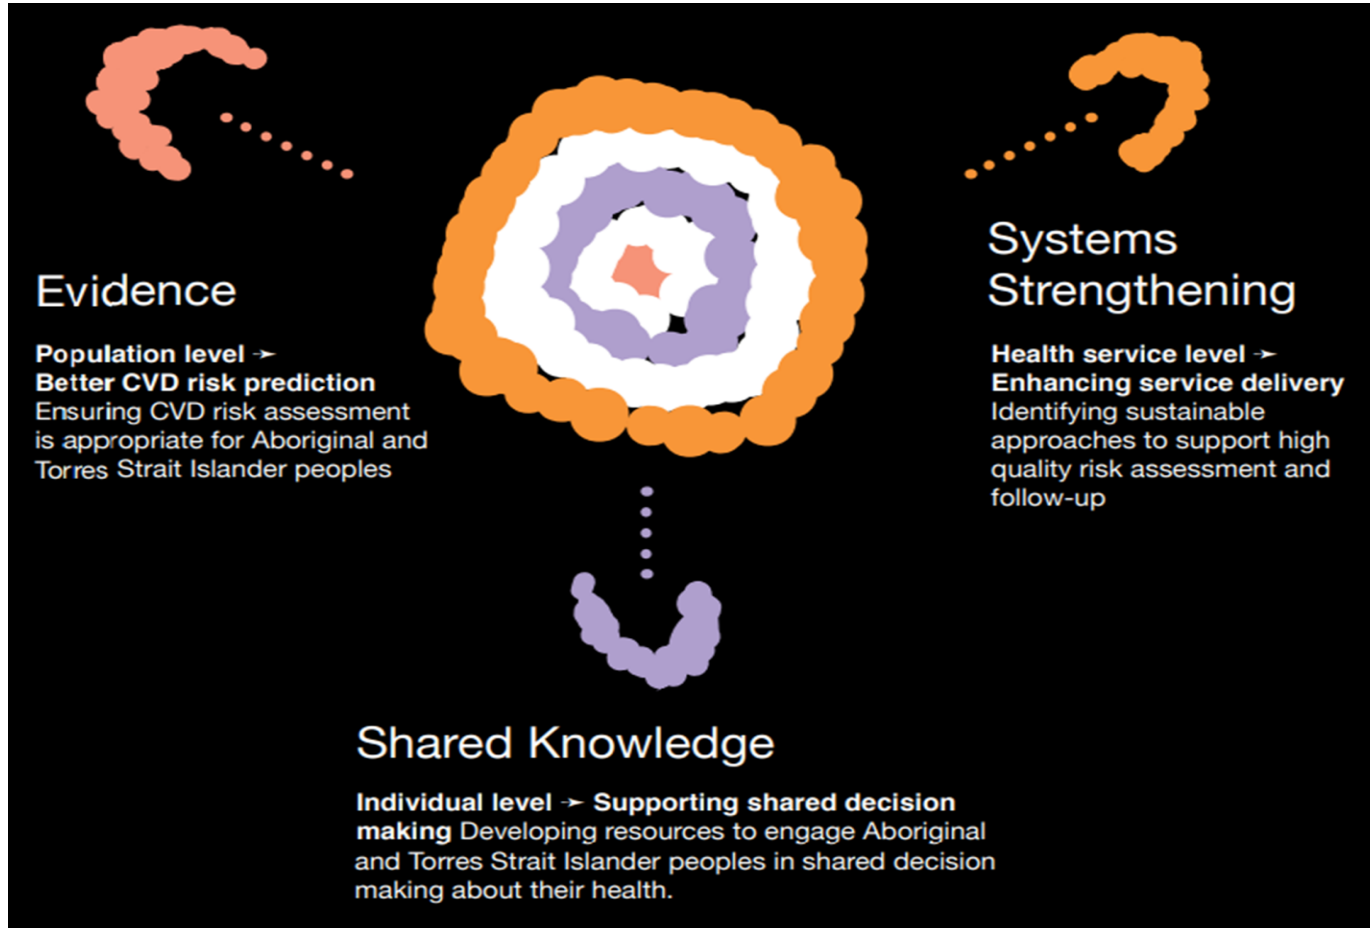 Evidence
Population level ➛
Better CVD risk prediction
Ensuring CVD risk assessment
is appropriate for Aboriginal and
Torres Strait Islander peoples
Systems
Strengthening
Health service level ➛
Enhancing service delivery
Identifying sustainable
approaches to support high
quality risk assessment and
follow-up
Shared Knowledge
Individual level ➛ Supporting shared decision
making Developing resources to engage Aboriginal
and Torres Strait Islander peoples in shared decision
making about their health.